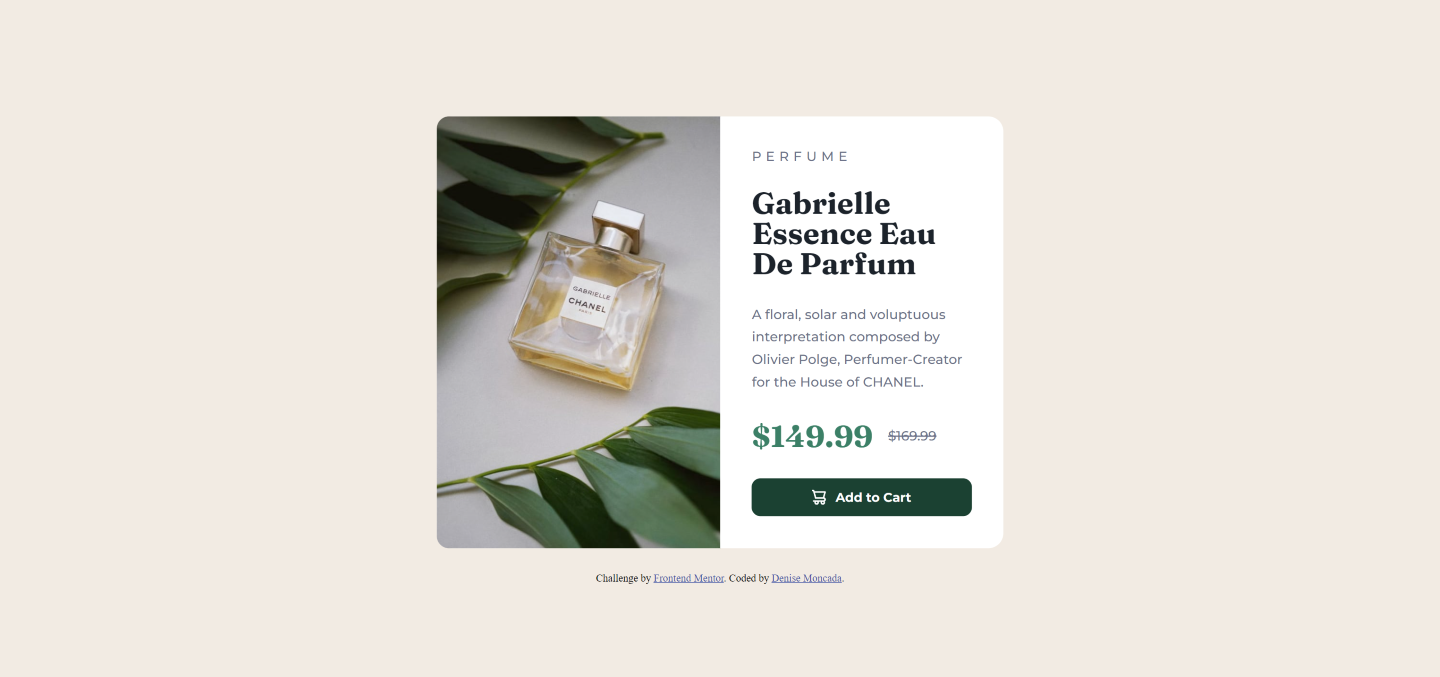 GABRIELLE
CHANEL
PARIS
PERFUME
Gabrielle
Essence Eau
De Parfum
A floral, solar and voluptuous
interpretation composed by
Olivier Polge, Perfumer-Creator
for the House of CHANEL.
$149.99 $169.99
Add to Cart
Challenge by Frontend Mentor. Coded by Denise Moncada.